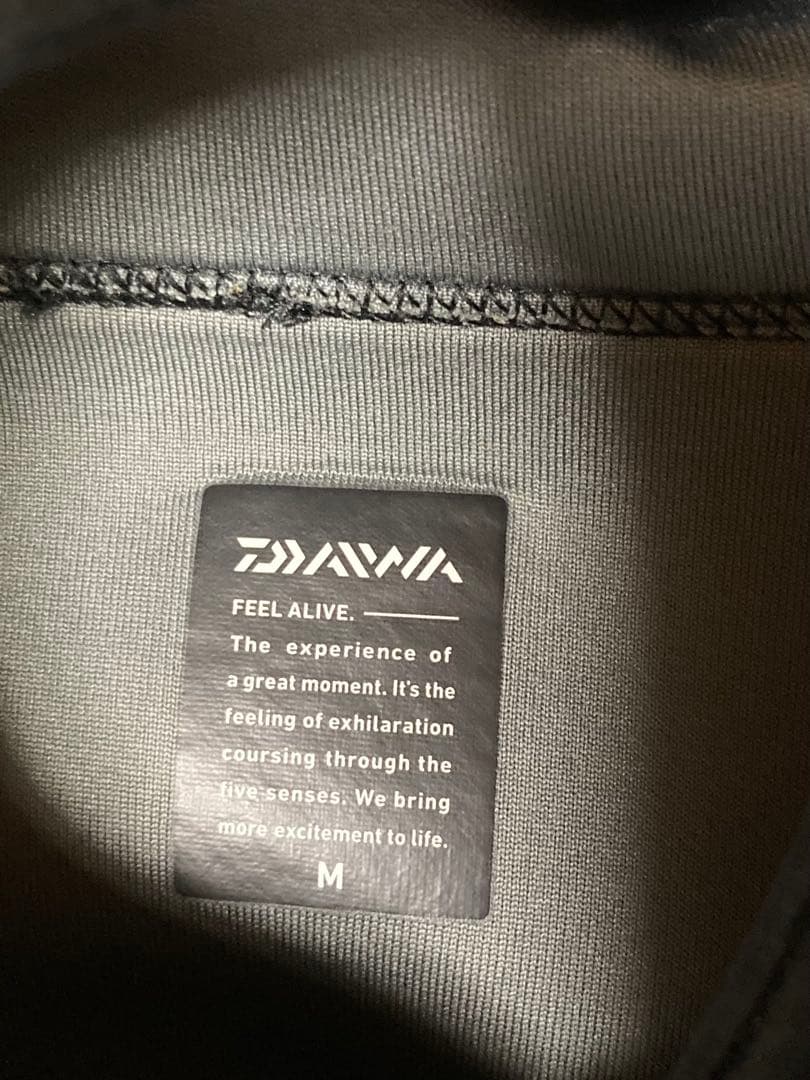 DAIWA
FEEL ALIVE.
The experience of
a great moment. It's the
feeling of exhilaration
coursing through the
five senses. We bring
more excitement to life.
M